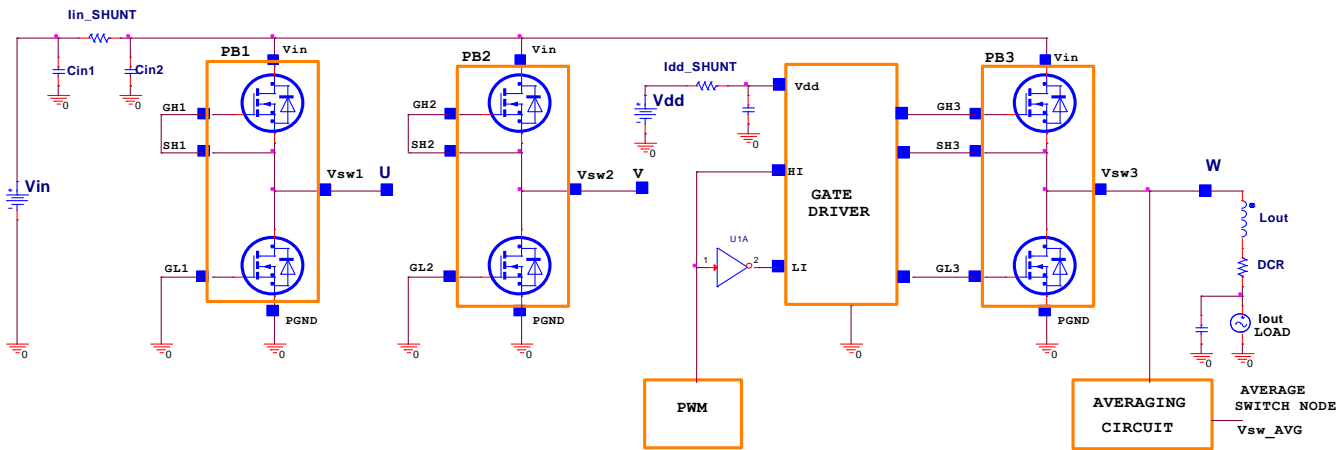 Iin_SHUNT
Cin1
Cin2
Vin
0
0
0
PB1
Vin
GH1
SH1
Vsw1
U
GL1
PGND
0
0
PB2
Vin
GH2
SH2
Vsw2
V
GL2
PGND
0
0
Idd_SHUNT
Vdd
0
0
Vdd
HI
GATE
DRIVER
LI
0
U1A
1
2
PWM
PB3
Vin
GH3
SH3
Vsw3
W
GL3
PGND
0
Lout
DCR
Iout
LOAD
0
0
AVERAGING
CIRCUIT
AVERAGE
SWITCH NODE
Vsw_AVG